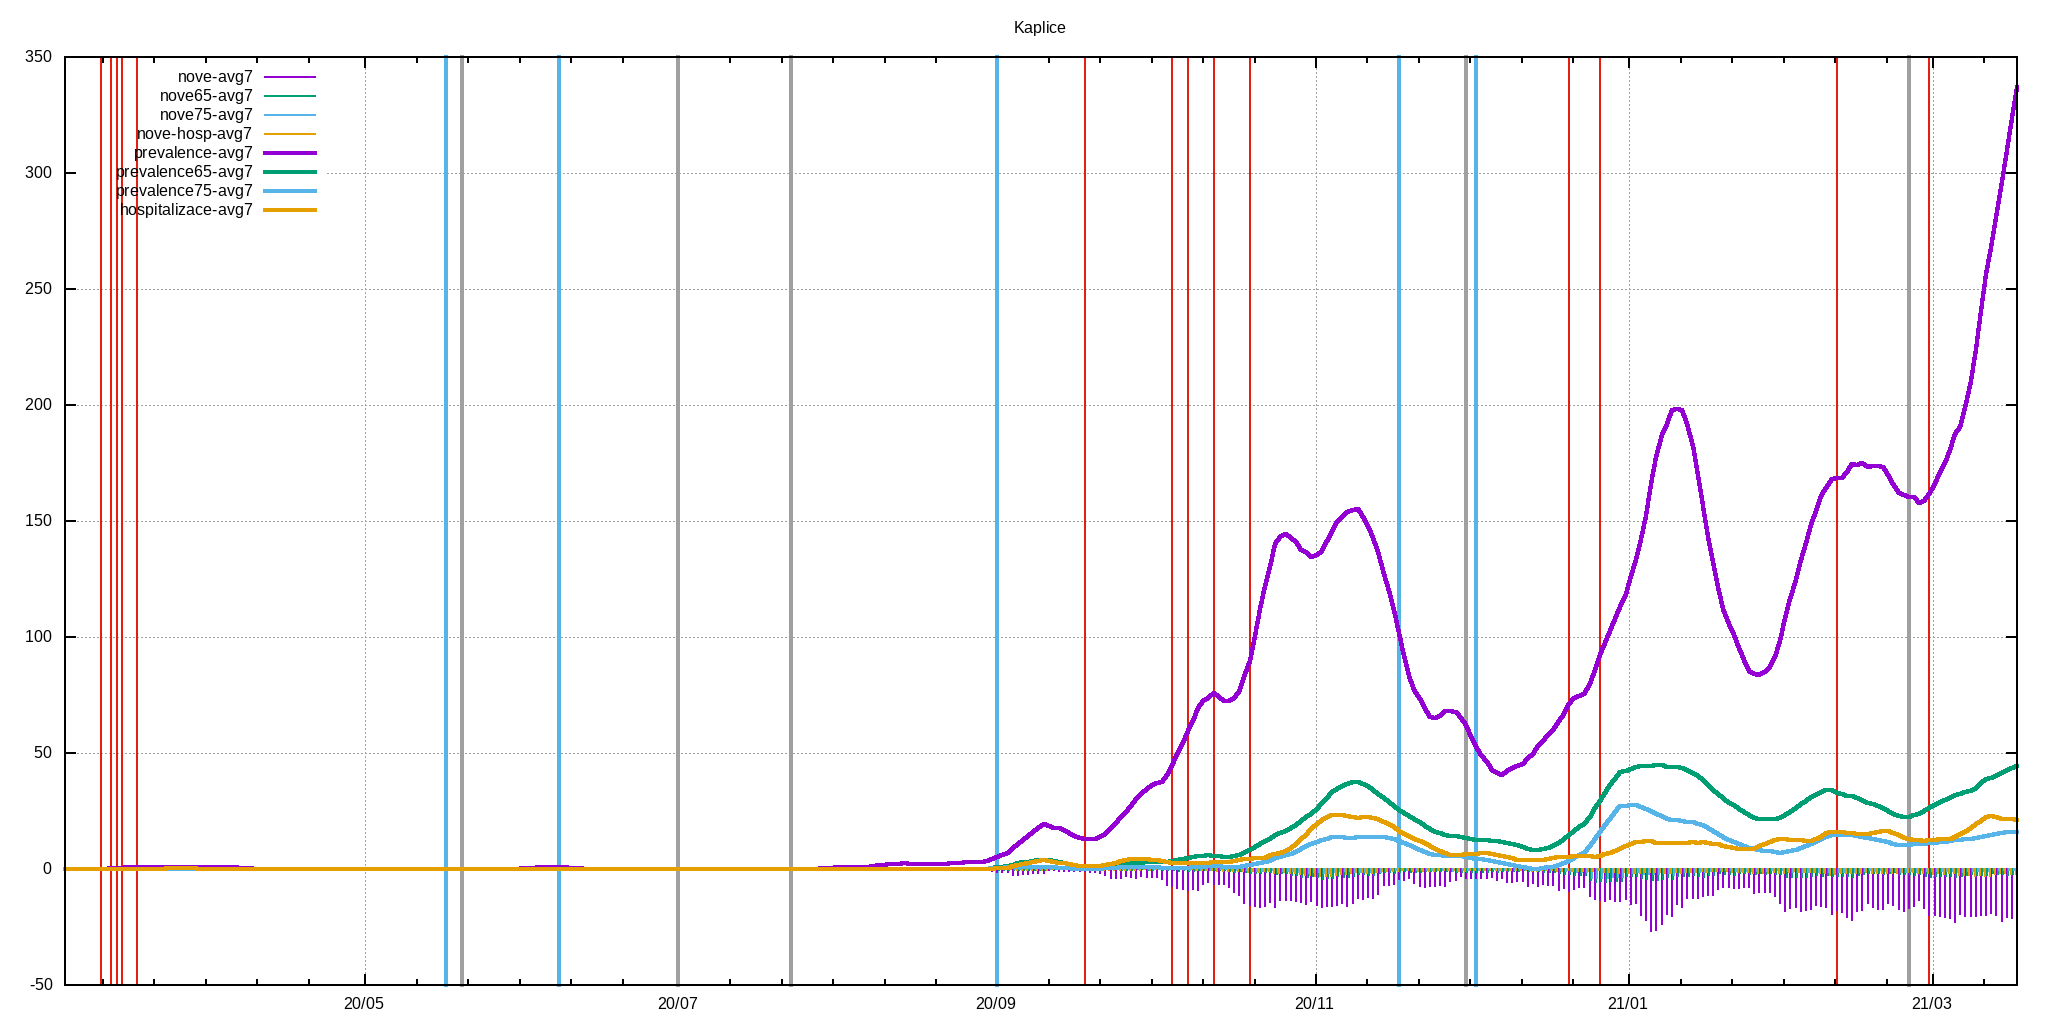 Kaplice
350
300
250
200
150
100
50
0
-50
nove-avg7
nove65-avg7
nove75-avg7
nove-hosp-avg7
prevalence-avg7
prevalence65-avg7
prevalence75-avg7
hospitalizace-avg7
20/05 20/07 20/09 20/11 21/01 21/03